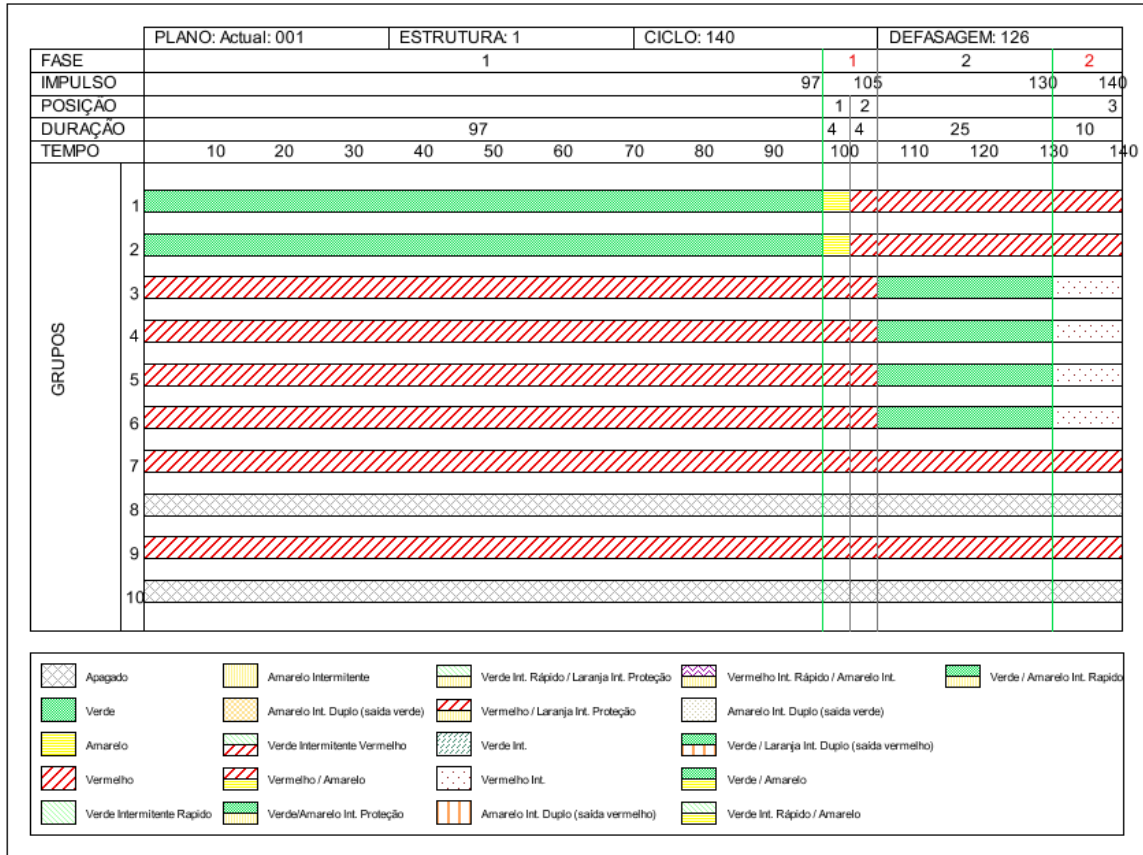 PLANO: Actual: 001 ESTRUTURA: 1 CICLO: 140 DEFASAGEM: 126
FASE 1 1 2 2
IMPULSO 97 105 130 140
POSIÇÃO 1 2 3
DURAÇÃO 97 4 4 25 10
TEMPO 10 20 30 40 50 60 70 80 90 100 110 120 130 140
GRUPOS
1
2
3
4
5
6
7
8
9
10
Apagado Amarelo Intermitente Verde Int. Rápido / Laranja Int. Proteção Vermelho Int. Rápido / Amarelo Int. Verde / Amarelo Int. Rapido
Verde Amarelo Int. Duplo (saída verde) Vermelho / Laranja Int. Proteção Amarelo Int. Duplo (saída verde)
Amarelo Verde Intermitente Vermelho Verde Int. Verde / Laranja Int. Duplo (saída vermelho)
Vermelho Vermelho / Amarelo Vermelho Int. Verde / Amarelo
Verde Intermitente Rapido Verde/Amarelo Int. Proteção Amarelo Int. Duplo (saída vermelho) Verde Int. Rápido / Amarelo